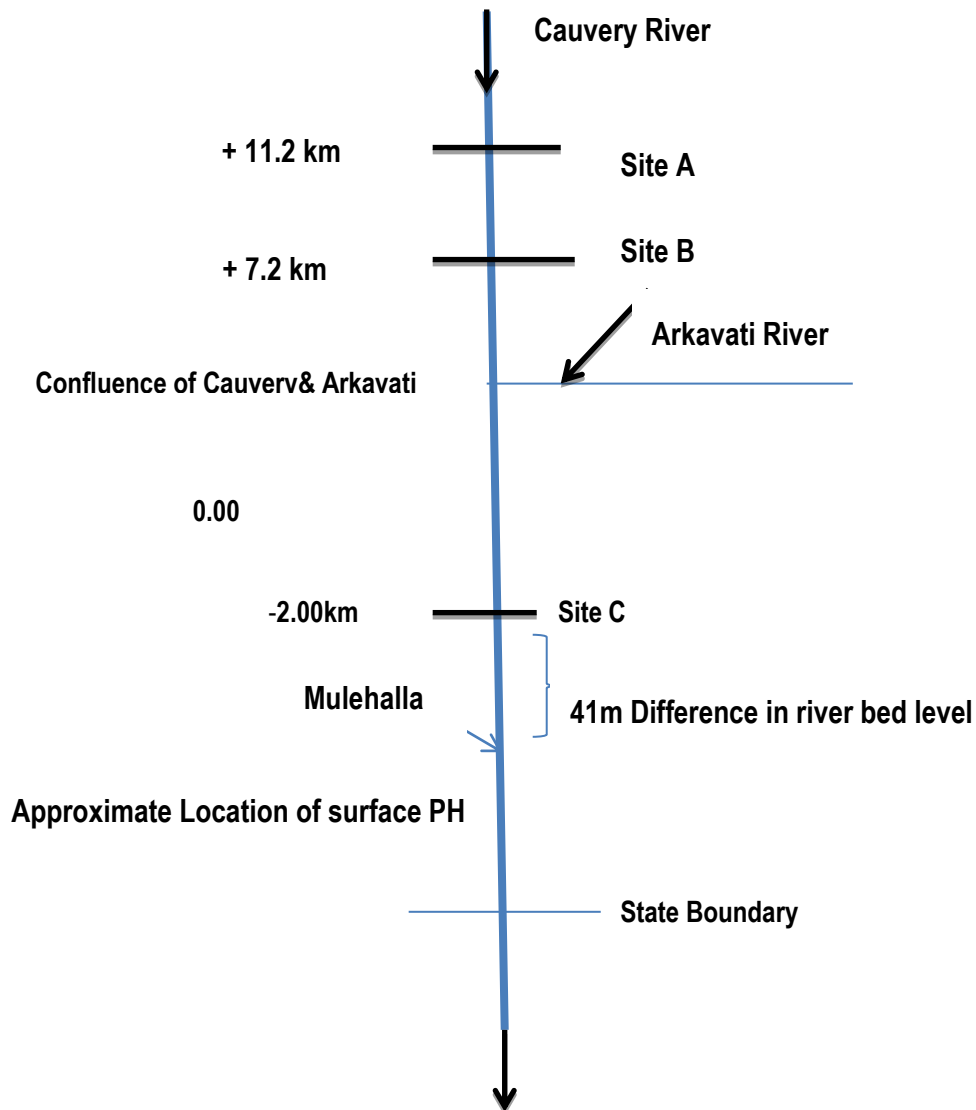 Cauvery River
+ 11.2 km
Site A
Site B
+ 7.2 km
Arkavati River
Confluence of Cauverv& Arkavati
0.00
-2.00km
Site C
Mulehalla
41m Difference in river bed level
Approximate Location of surface PH
State Boundary